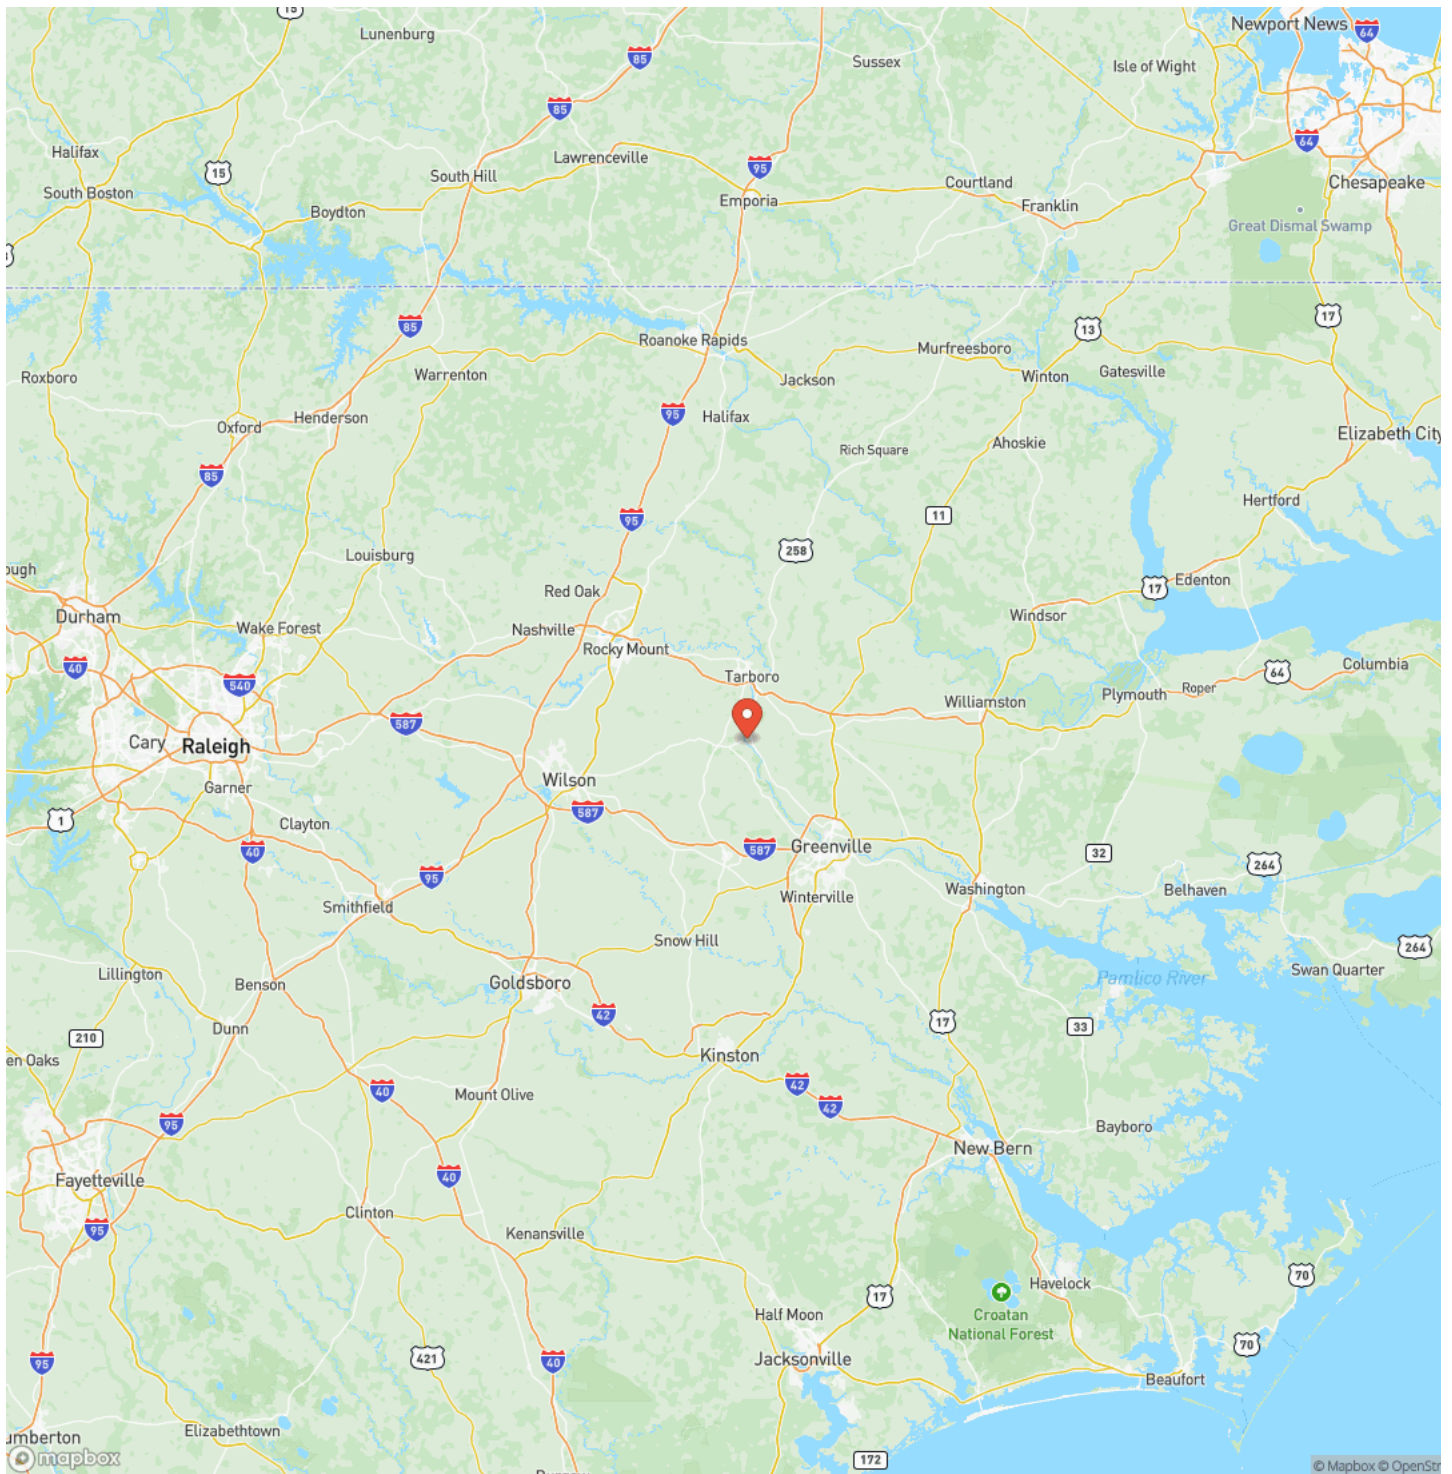 15
Lunenburg
Newport News
64
85
Sussex
Isle of Wight
85
64
Halifax
15
Lawrenceville
95
South Hill
Courtland
Chesapeake
South Boston
Boydton
Emporia
Franklin
Great Dismal Swamp
85
17
13
Roanoke Rapids
Murfreesboro
Roxboro
Warrenton
Jackson
Winton
Gatesville
Oxford
Henderson
95
Halifax
Elizabeth City
Rich Square
Ahoskie
85
Hertford
95
11
Louisburg
258
ough
Red Oak
17
Edenton
Durham
Wake Forest
Nashville
Windsor
Rocky Mount
40
540
Tarboro
64
Columbia
Williamston
Plymouth
Roper
587
Cary
Raleigh
Garner
Wilson
587
1
Clayton
40
587
Greenville
32
264
95
Washington
Belhaven
Smithfield
Winterville
Snow Hill
264
Lillington
Benson
Goldsboro
Pamlico River
Swan Quarter
42
17
33
210
Dunn
en Oaks
Kinston
40
Mount Olive
42
42
95
Bayboro
New Bern
Fayetteville
40
95
Clinton
Kenansville
70
17
Havelock
Half Moon
Croatan
National Forest
95
421
40
Jacksonville
70
Beaufort
Elizabethtown
umberton
mapbox
172
© Mapbox © OpenStr